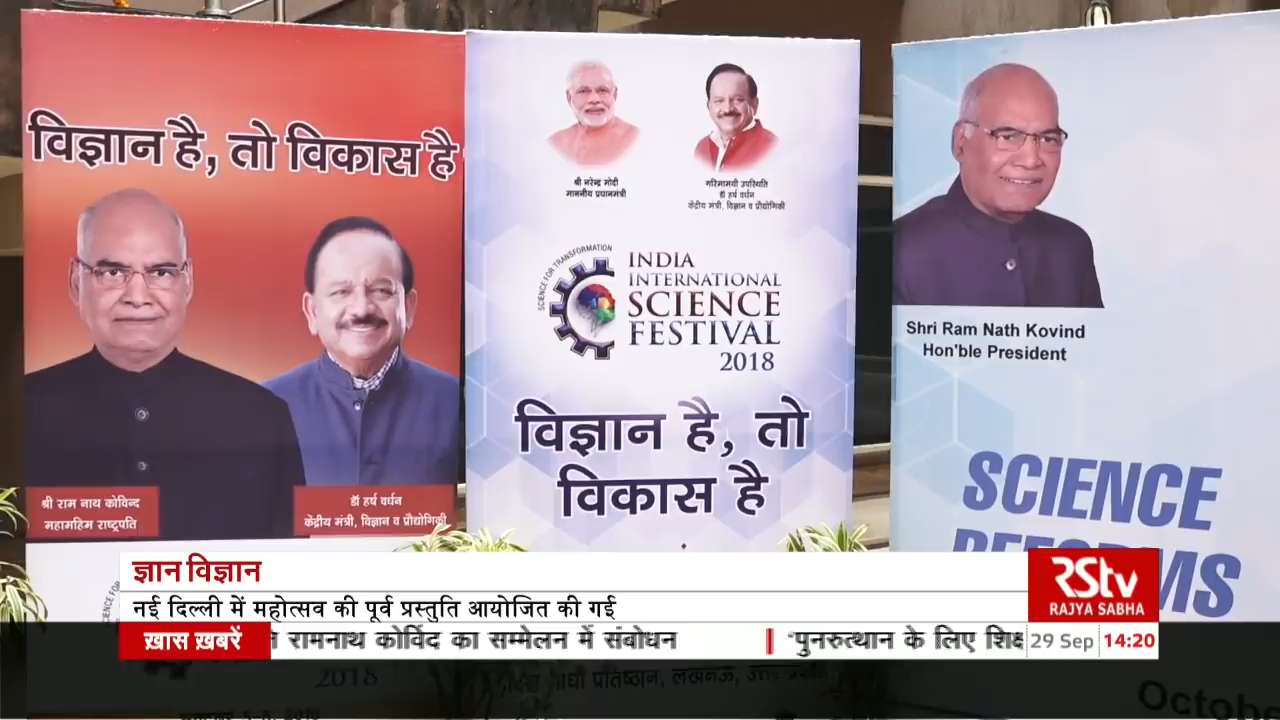 विज्ञान है, तो विकास है
श्री राम नाथ कोविन्द
महामहिम राष्ट्रपति
डॉ हर्ष वर्धन
केंद्रीय मंत्री, विज्ञान व प्रौद्योगिकी
श्री नरेन्द्र मोदी
माननीय प्रधानमंत्री
गरिमामयी उपस्थिति
डॉ हर्ष वर्धन
केंद्रीय मंत्री, विज्ञान व प्रौद्योगिकी
SCIENCE FOR TRANSFORMATION
INDIA
INTERNATIONAL
SCIENCE
FESTIVAL
2018
विज्ञान है, तो
विकास है
Shri Ram Nath Kovind
Hon'ble President
SCIENCE
ज्ञान विज्ञान
नई दिल्ली में महोत्सव की पूर्व प्रस्तुति आयोजित की गई
RStv
RAJYA SABHA
ख़ास ख़बरें
रामनाथ कोविंद का सम्मेलन में संबोधन
'पुनरुत्थान के लिए
29 Sep 14:20
2018
प्रतिष्ठान, लखनऊ,